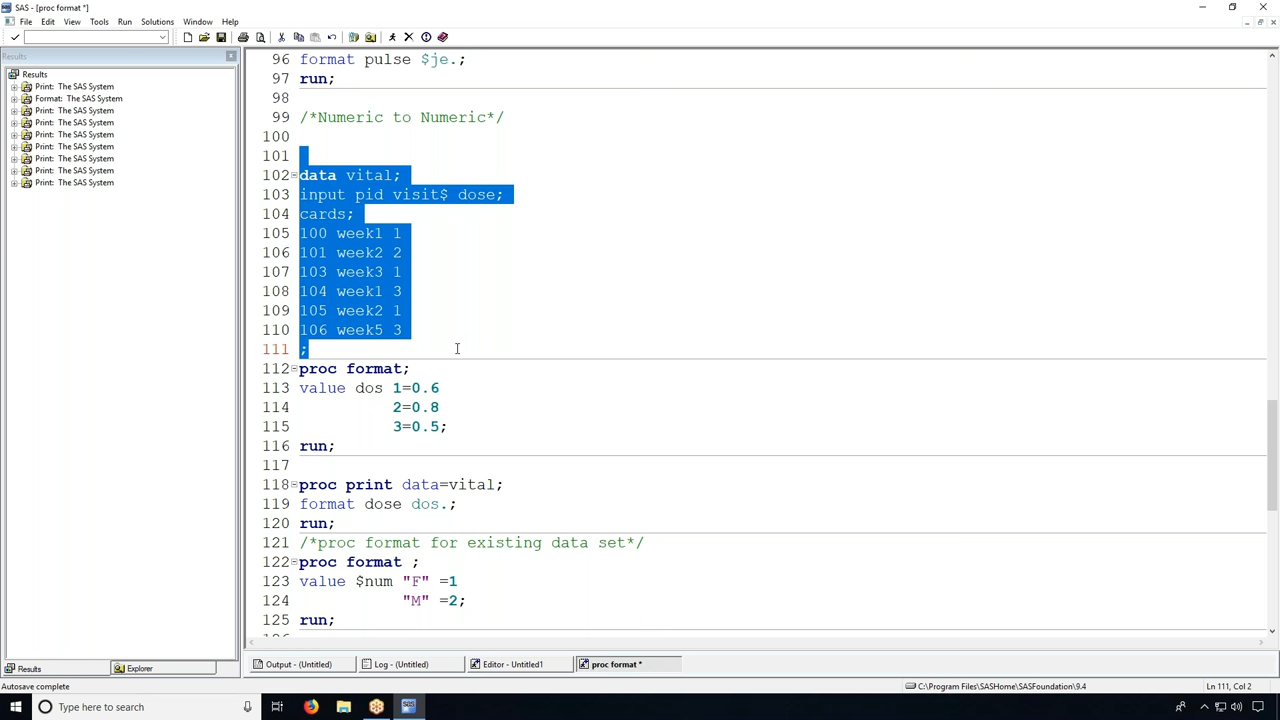 SAS - [proc format *]
File Edit View Tools Run Solutions Window Help
Results
Results
Print: The SAS System
Format: The SAS System
Print: The SAS System
Print: The SAS System
Print: The SAS System
Print: The SAS System
Print: The SAS System
Print: The SAS System
Print: The SAS System
96 format pulse $je.;
97 run;
98
99 /*Numeric to Numeric*/
100
101
102 data vital;
103 input pid visit$ dose;
104 cards;
105 100 week1 1
106 101 week2 2
107 103 week3 1
108 104 week1 3
109 105 week2 1
110 106 week5 3
111 ;
112 proc format;
113 value dos 1=0.6
114 2=0.8
115 3=0.5;
116 run;
117
118 proc print data=vital;
119 format dose dos.;
120 run;
121 /*proc format for existing data set*/
122 proc format ;
123 value $num "F" =1
124 "M" =2;
125 run;
Results Explorer
Output - (Untitled) Log - (Untitled) Editor - Untitled1 proc format *
Autosave complete C:\Program Files\SASHome\SASFoundation\9.4 Ln 111, Col 2
Type here to search ENG